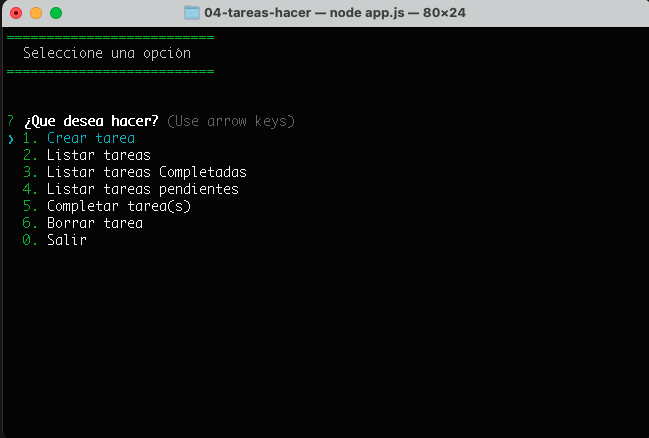 04-tareas-hacer — node app.js — 80×24
==========================
Seleccione una opción
==========================
? ¿Que desea hacer? (Use arrow keys)
❯ 1. Crear tarea
2. Listar tareas
3. Listar tareas Completadas
4. Listar tareas pendientes
5. Completar tarea(s)
6. Borrar tarea
0. Salir